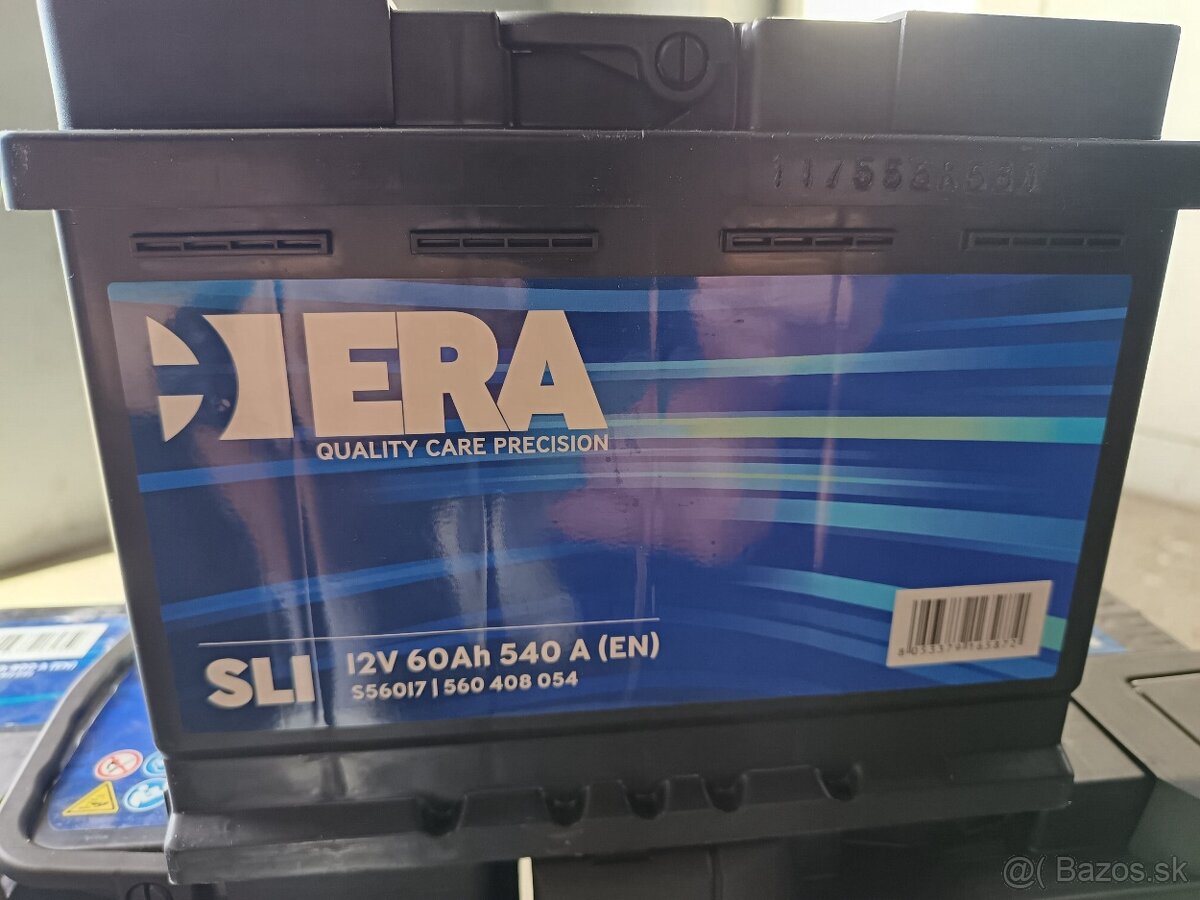 ERA
QUALITY CARE PRECISION
SLI
12V 60Ah 540 A (EN)
S56017 | 560 408 054
@( Bazos.sk